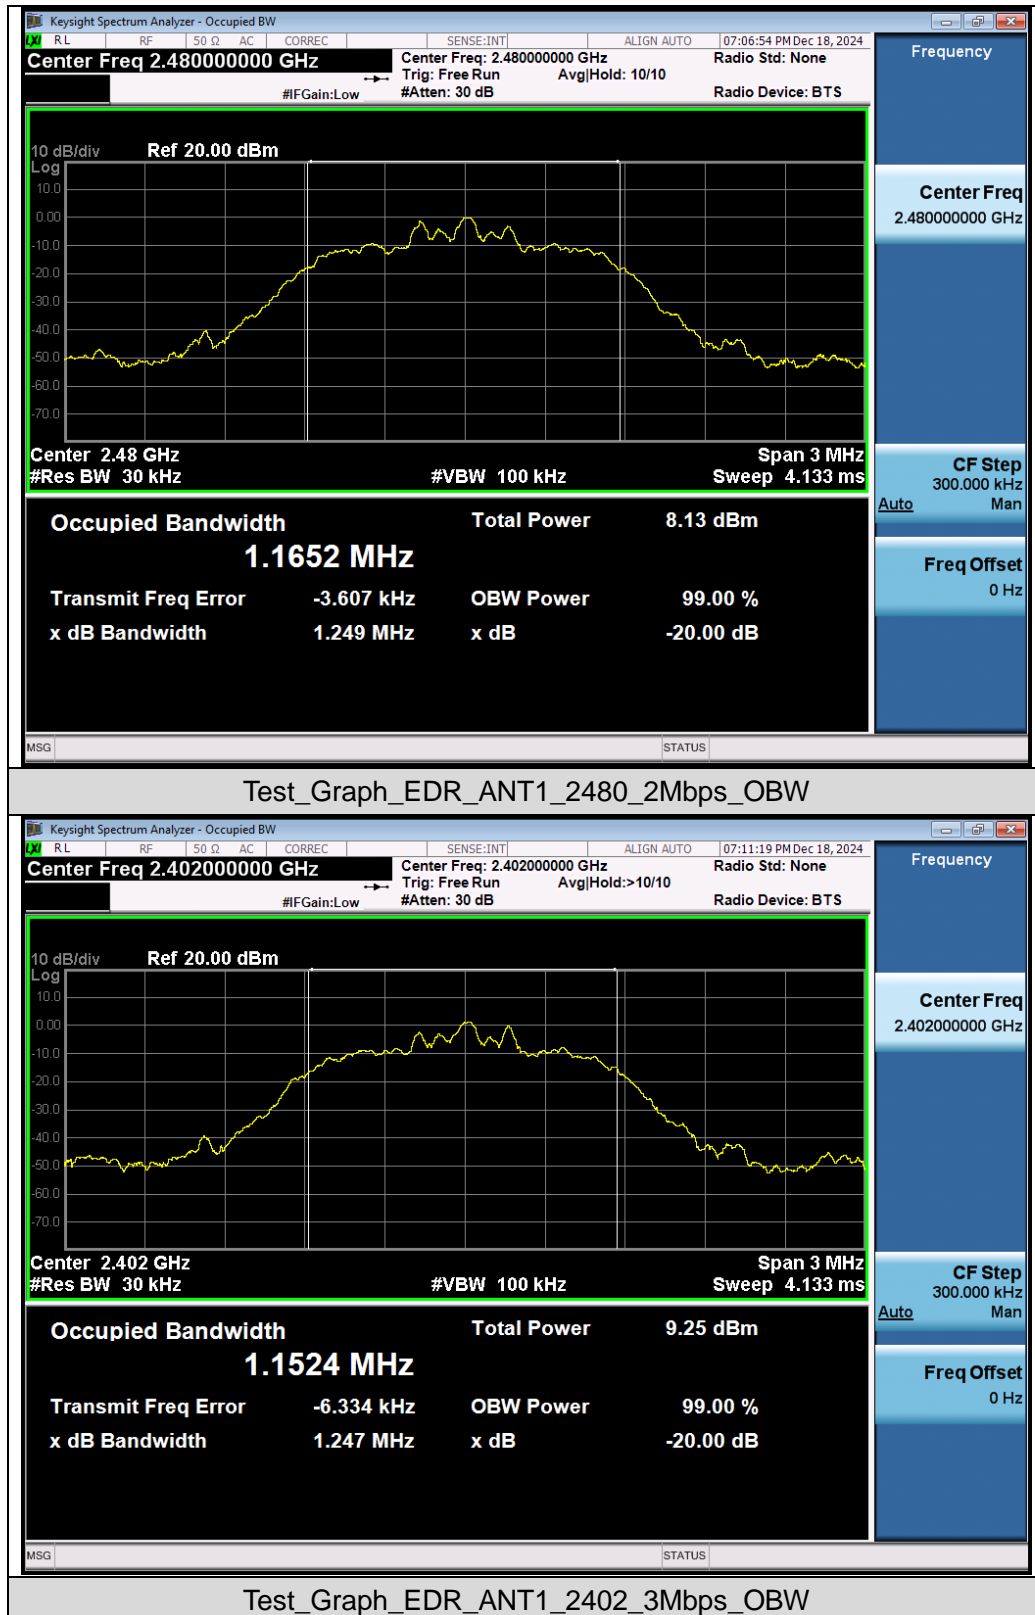 Keysight Spectrum Analyzer - Occupied BW
LXI RL RF 50 Ω AC CORREC SENSE:INT ALIGN AUTO 07:06:54 PM Dec 18, 2024
Center Freq 2.480000000 GHz
Center Freq: 2.480000000 GHz
Radio Std: None
Trig: Free Run Avg|Hold: 10/10
#IFGain:Low
#Atten: 30 dB
Radio Device: BTS
Frequency
10 dB/div
Ref 20.00 dBm
Log
10.0
0.00
-10.0
-20.0
-30.0
-40.0
-50.0
-60.0
-70.0
Center 2.48 GHz
Span 3 MHz
#Res BW 30 kHz
#VBW 100 kHz
Sweep 4.133 ms
Center Freq
2.480000000 GHz
CF Step
300.000 kHz
Auto Man
Freq Offset
0 Hz
Occupied Bandwidth
1.1652 MHz
Total Power 8.13 dBm
Transmit Freq Error -3.607 kHz
OBW Power 99.00 %
x dB Bandwidth 1.249 MHz
x dB -20.00 dB
MSG
STATUS
Test_Graph_EDR_ANT1_2480_2Mbps_OBW
Keysight Spectrum Analyzer - Occupied BW
LXI RL RF 50 Ω AC CORREC SENSE:INT ALIGN AUTO 07:11:19 PM Dec 18, 2024
Center Freq 2.402000000 GHz
Center Freq: 2.402000000 GHz
Radio Std: None
Trig: Free Run Avg|Hold:>10/10
#IFGain:Low
#Atten: 30 dB
Radio Device: BTS
Frequency
10 dB/div
Ref 20.00 dBm
Log
10.0
0.00
-10.0
-20.0
-30.0
-40.0
-50.0
-60.0
-70.0
Center 2.402 GHz
Span 3 MHz
#Res BW 30 kHz
#VBW 100 kHz
Sweep 4.133 ms
Center Freq
2.402000000 GHz
CF Step
300.000 kHz
Auto Man
Freq Offset
0 Hz
Occupied Bandwidth
1.1524 MHz
Total Power 9.25 dBm
Transmit Freq Error -6.334 kHz
OBW Power 99.00 %
x dB Bandwidth 1.247 MHz
x dB -20.00 dB
MSG
STATUS
Test_Graph_EDR_ANT1_2402_3Mbps_OBW